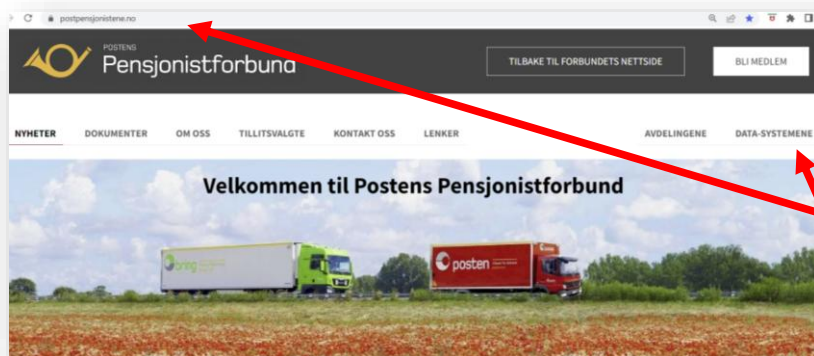 postpensjonistene.no
POSTENS
Pensjonistforbund
TILBAKE TIL FORBUNDETS NETTSIDE
BLI MEDLEM
NYHETER DOKUMENTER OM OSS TILLITSVALGTE KONTAKT OSS LENKER AVDELINGENE DATA-SYSTEMENE
Velkommen til Postens Pensjonistforbund
bring
posten